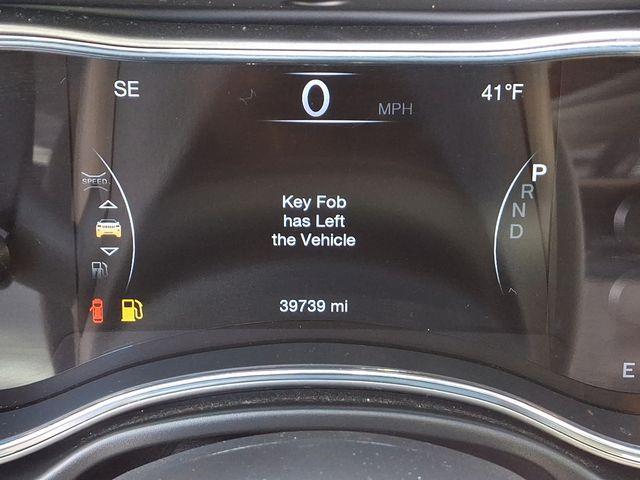 SE
0 MPH
41°F
SPEED
P
R
N
D
Key Fob
has Left
the Vehicle
39739 mi
E